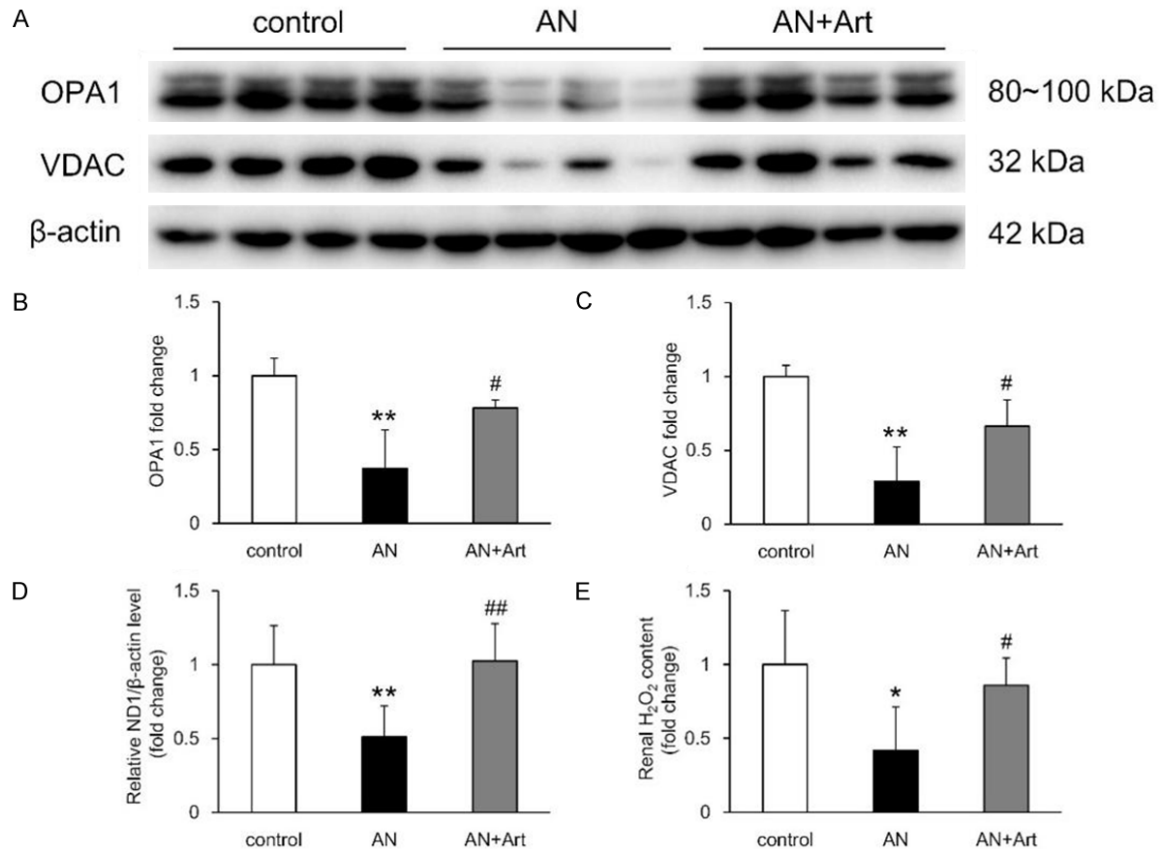 A
control AN AN+Art
OPA1 80~100 kDa
VDAC 32 kDa
β-actin 42 kDa
B
OPA1 fold change
1.5
1
0.5
0
**
#
control AN AN+Art
C
VDAC fold change
1.5
1
0.5
0
**
#
control AN AN+Art
D
Relative ND1/β-actin level
(fold change)
1.5
1
0.5
0
**
##
control AN AN+Art
E
Renal H₂O₂ content
(fold change)
1.5
1
0.5
0
*
#
control AN AN+Art